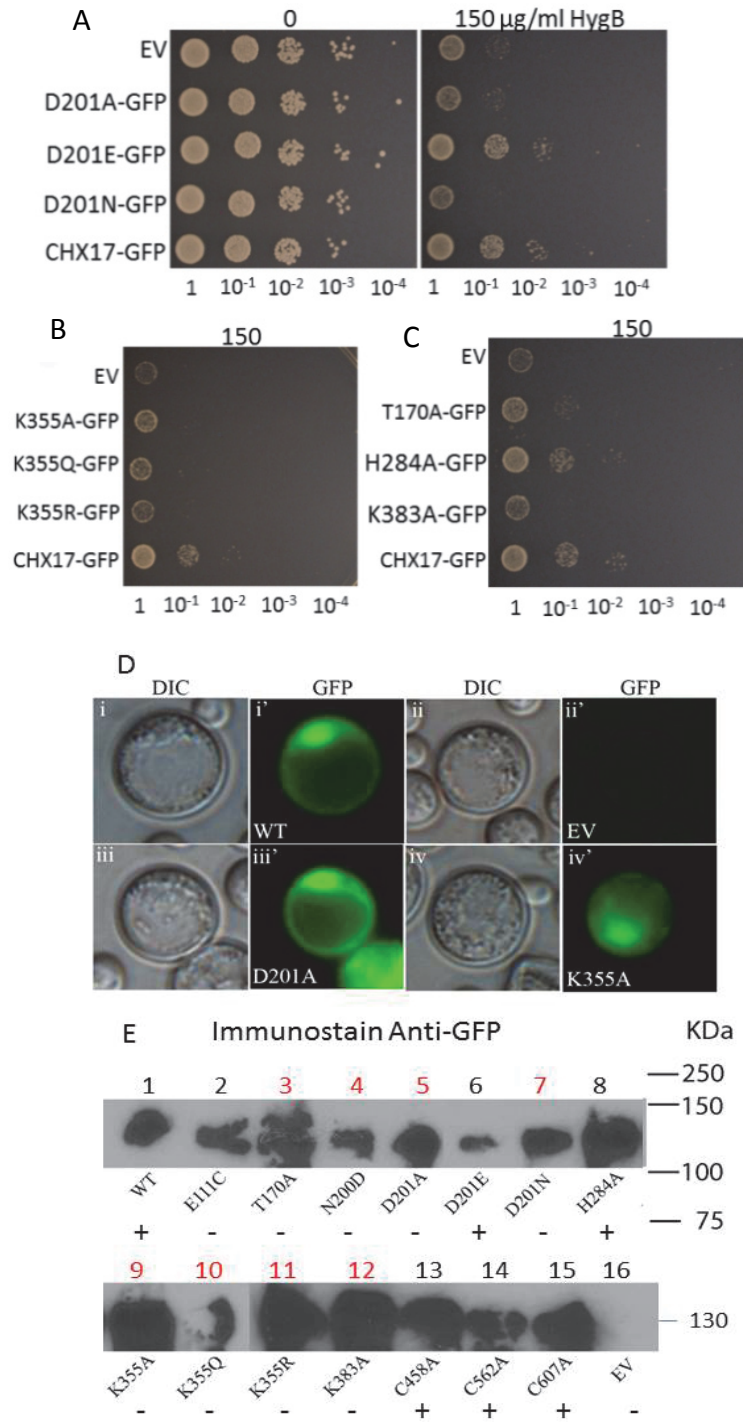 A
0
150 µg/ml HygB
EV
D201A-GFP
D201E-GFP
D201N-GFP
CHX17-GFP
1 10-1 10-2 10-3 10-4 1 10-1 10-2 10-3 10-4
B
150
EV
K355A-GFP
K355Q-GFP
K355R-GFP
CHX17-GFP
1 10-1 10-2 10-3 10-4
C
150
EV
T170A-GFP
H284A-GFP
K383A-GFP
CHX17-GFP
1 10-1 10-2 10-3 10-4
D
DIC GFP DIC GFP
i i' ii ii'
WT EV
iii iii' iv iv'
D201A K355A
E Immunostain Anti-GFP KDa
1 2 3 4 5 6 7 8
250
150
100
75
WT E111C T170A N200D D201A D201E D201N H284A
+ - - - - + - +
9 10 11 12 13 14 15 16
130
K355A K355Q K355R K383A C458A C562A C607A EV
- - - - + + + -